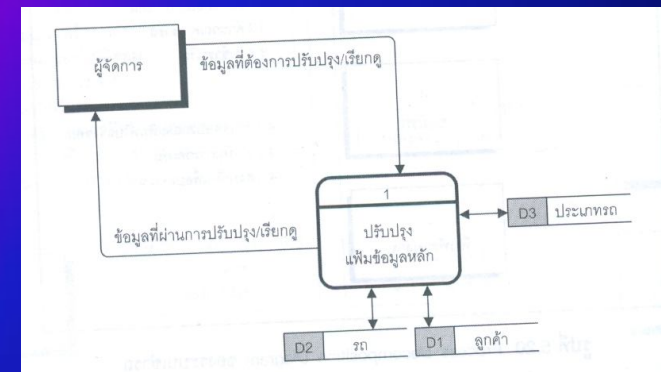 ผู้จัดการ
ข้อมูลที่ต้องการปรับปรุง/เรียกดู
1
ปรับปรุง
แฟ้มข้อมูลหลัก
D3 ประเภทรถ
ข้อมูลที่ผ่านการปรับปรุง/เรียกดู
D2 รถ
D1 ลูกค้า